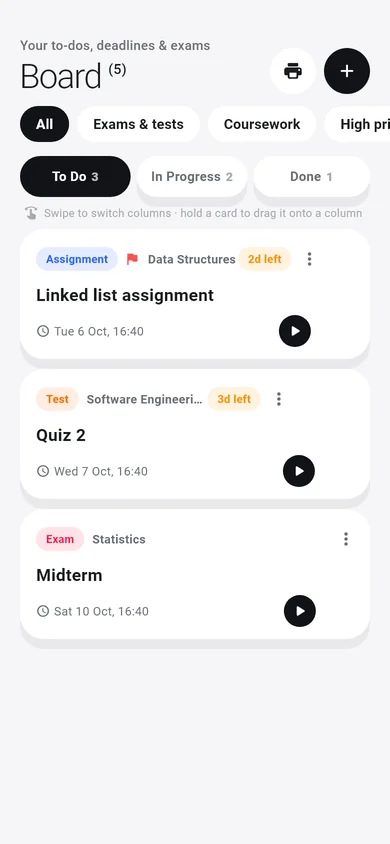 Your to-dos, deadlines & exams
Board (5)
All
Exams & tests
Coursework
High pri
To Do 3
In Progress 2
Done 1
Swipe to switch columns · hold a card to drag it onto a column
Assignment Data Structures 2d left
Linked list assignment
Tue 6 Oct, 16:40
Test Software Engineeri... 3d left
Quiz 2
Wed 7 Oct, 16:40
Exam Statistics
Midterm
Sat 10 Oct, 16:40